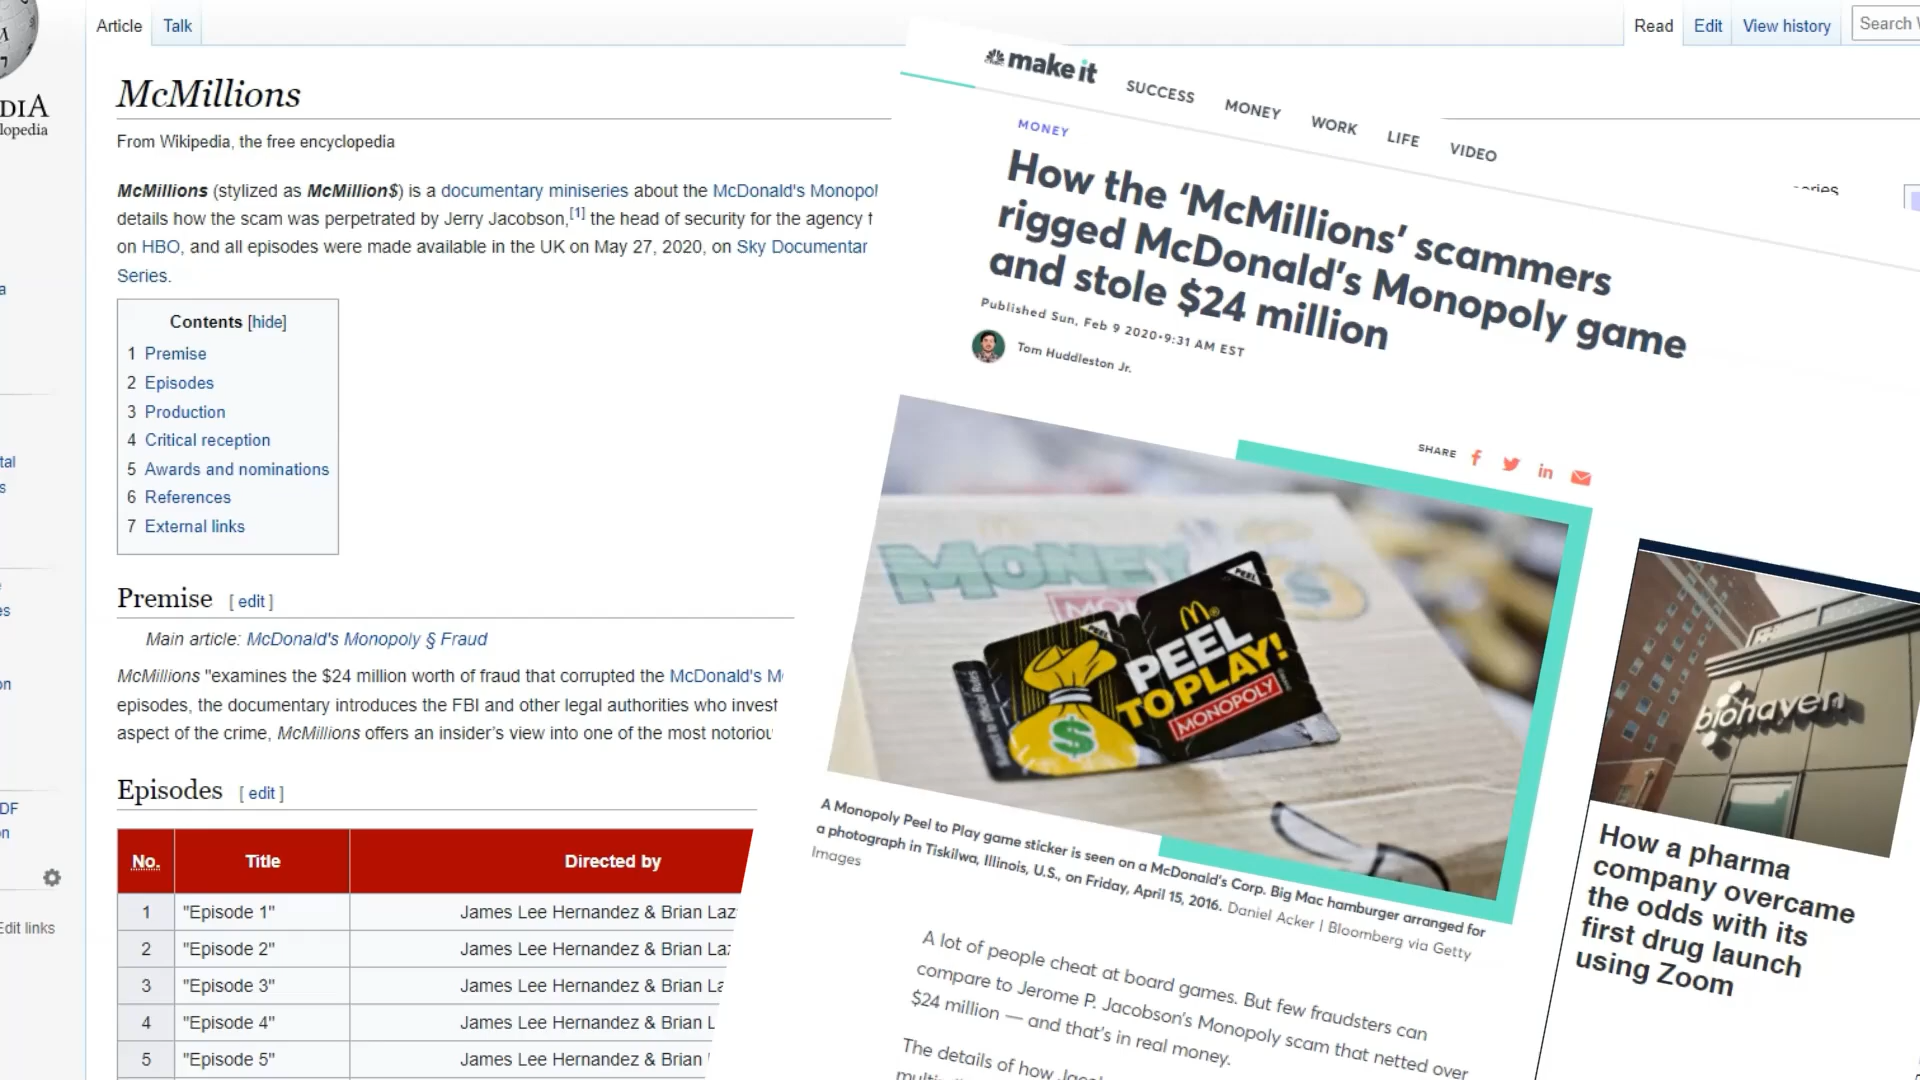 Article Talk
Read Edit View history Search
DIA
lopedia
McMillions
From Wikipedia, the free encyclopedia
McMillions (stylized as McMillion$) is a documentary miniseries about the McDonald's Monopol
details how the scam was perpetrated by Jerry Jacobson,[1] the head of security for the agency t
on HBO, and all episodes were made available in the UK on May 27, 2020, on Sky Documentar
Series.
Contents [hide]
1 Premise
2 Episodes
3 Production
4 Critical reception
5 Awards and nominations
6 References
7 External links
Premise [ edit ]
Main article: McDonald's Monopoly § Fraud
McMillions "examines the $24 million worth of fraud that corrupted the McDonald's M
episodes, the documentary introduces the FBI and other legal authorities who invest
aspect of the crime, McMillions offers an insider's view into one of the most notoriou
Episodes [ edit ]
No. Title Directed by
1 "Episode 1" James Lee Hernandez & Brian Laz
2 "Episode 2" James Lee Hernandez & Brian La
3 "Episode 3" James Lee Hernandez & Brian La
4 "Episode 4" James Lee Hernandez & Brian L
5 "Episode 5" James Lee Hernandez & Brian
tal
s
es
on
DF
on
Edit links
make it
SUCCESS MONEY WORK LIFE VIDEO
MONEY
How the ‘McMillions’ scammers
rigged McDonald’s Monopoly game
and stole $24 million
Published Sun, Feb 9 2020•9:31 AM EST
Tom Huddleston Jr.
SHARE
MONEY
PEEL
PEEL
PEEL
TO PLAY!
MONOPOLY
$
A Monopoly Peel to Play game sticker is seen on a McDonald’s Corp. Big Mac hamburger arranged for
a photograph in Tiskilwa, Illinois, U.S., on Friday, April 15, 2016. Daniel Acker | Bloomberg via Getty
Images
A lot of people cheat at board games. But few fraudsters can
compare to Jerome P. Jacobson’s Monopoly scam that netted over
$24 million — and that’s in real money.
The details of how
biohaven
How a pharma
company overcame
the odds with its
first drug launch
using Zoom